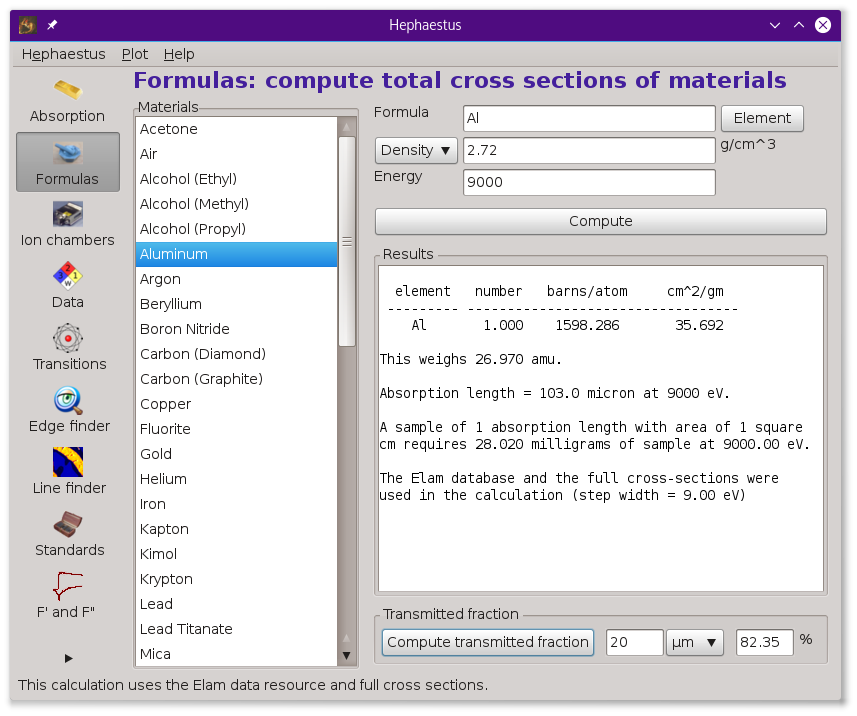 Hephaestus
Hephaestus Plot Help
Formulas: compute total cross sections of materials
Absorption
Formulas
Ion chambers
Data
Transitions
Edge finder
Line finder
Standards
F' and F"
Materials
Acetone
Air
Alcohol (Ethyl)
Alcohol (Methyl)
Alcohol (Propyl)
Aluminum
Argon
Beryllium
Boron Nitride
Carbon (Diamond)
Carbon (Graphite)
Copper
Fluorite
Gold
Helium
Iron
Kapton
Kimol
Krypton
Lead
Lead Titanate
Mica
Formula Al Element
Density ▼ 2.72 g/cm^3
Energy 9000
Compute
Results
element number barns/atom cm^2/gm
--------- ----------------------------------
Al 1.000 1598.286 35.692
This weighs 26.970 amu.
Absorption length = 103.0 micron at 9000 eV.
A sample of 1 absorption length with area of 1 square
cm requires 28.020 milligrams of sample at 9000.00 eV.
The Elam database and the full cross-sections were
used in the calculation (step width = 9.00 eV)
Transmitted fraction
Compute transmitted fraction 20 µm ▼ 82.35 %
This calculation uses the Elam data resource and full cross sections.